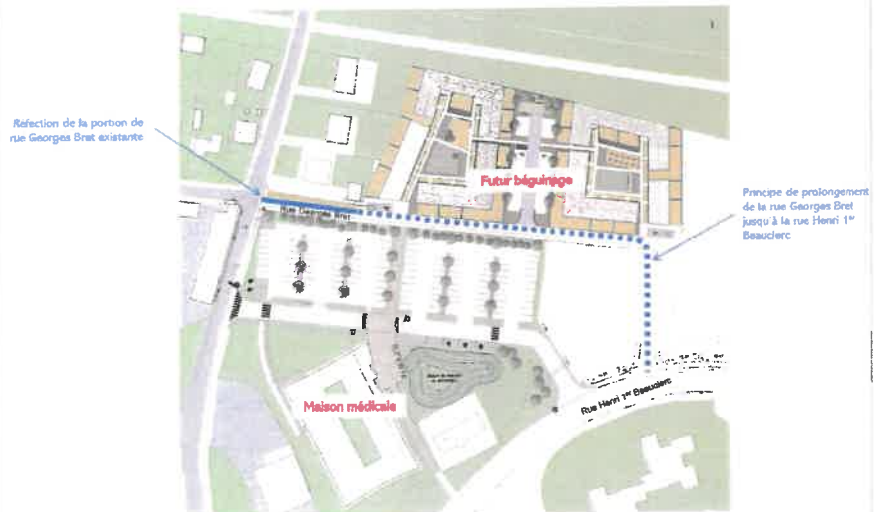 Réfection de la portion de
rue Georges Bret existante
Futur béguinage
Rue Georges Bret
Principe de prolongement
de la rue Georges Bret
jusqu'à la rue Henri 1er
Beauclerc
Maison médicale
Rue Henri 1er Beauclerc